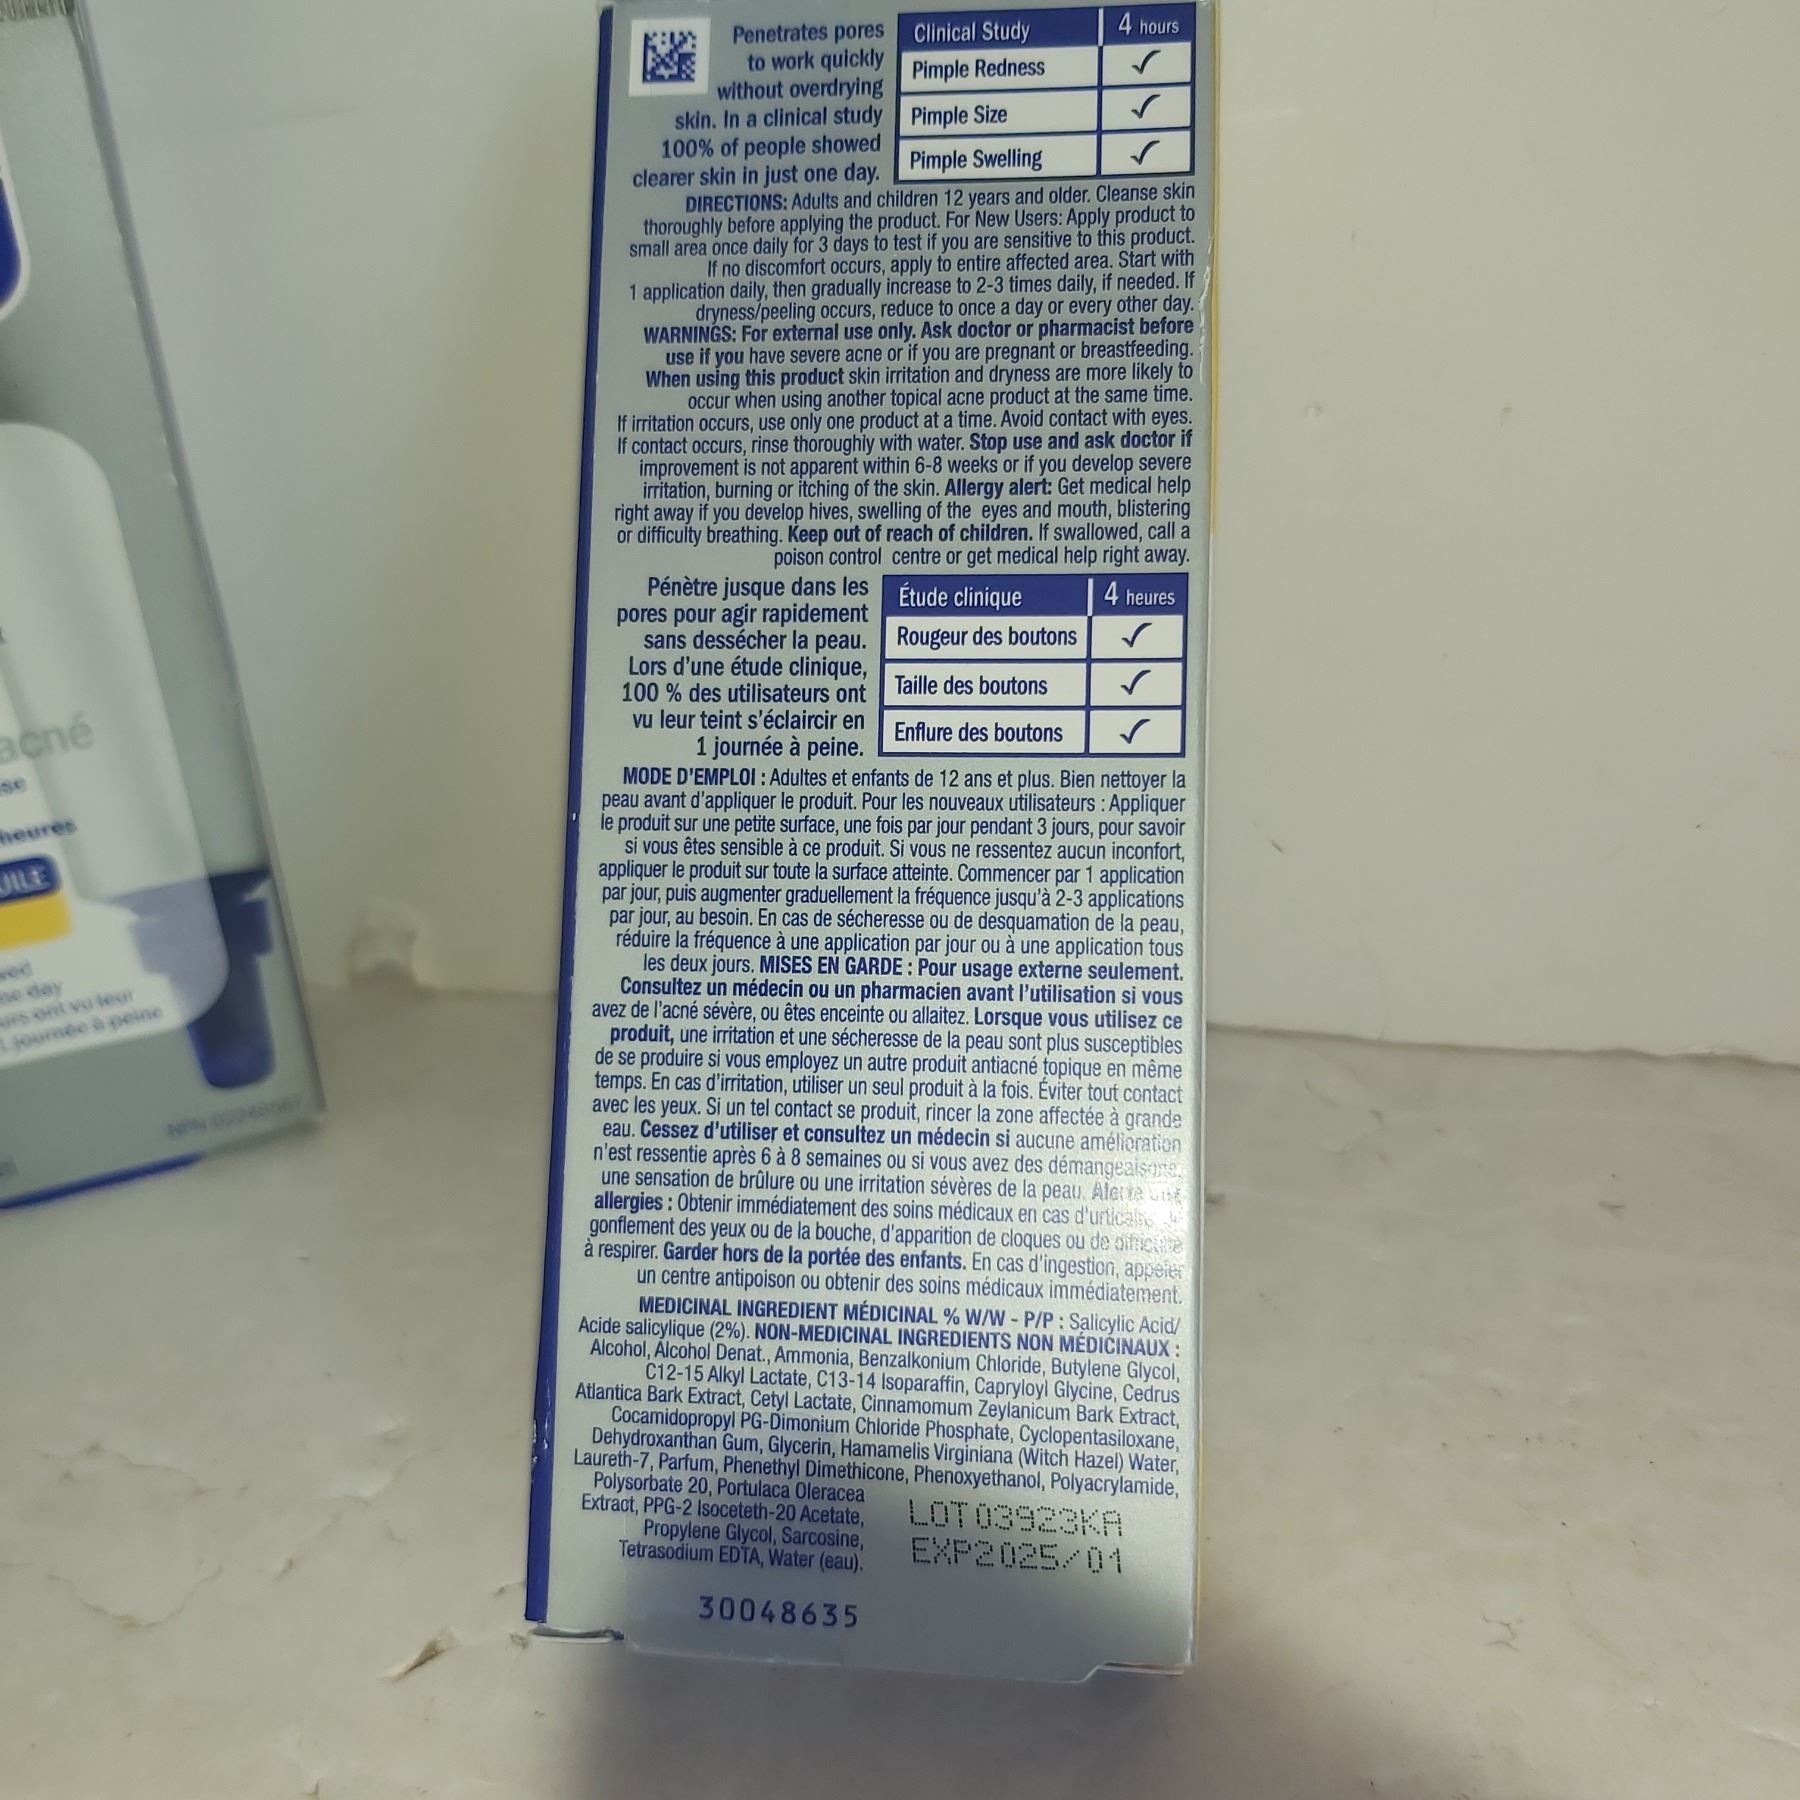 Penetrates pores
to work quickly
without overdrying
skin. In a clinical study
100% of people showed
clearer skin in just one day.
Clinical Study 4 hours
Pimple Redness ✓
Pimple Size ✓
Pimple Swelling ✓
DIRECTIONS: Adults and children 12 years and older. Cleanse skin
thoroughly before applying the product. For New Users: Apply product to
small area once daily for 3 days to test if you are sensitive to this product.
If no discomfort occurs, apply to entire affected area. Start with
1 application daily, then gradually increase to 2-3 times daily, if needed. If
dryness/peeling occurs, reduce to once a day or every other day.
WARNINGS: For external use only. Ask doctor or pharmacist before
use if you have severe acne or if you are pregnant or breastfeeding.
When using this product skin irritation and dryness are more likely to
occur when using another topical acne product at the same time.
If irritation occurs, use only one product at a time. Avoid contact with eyes.
If contact occurs, rinse thoroughly with water. Stop use and ask doctor if
improvement is not apparent within 6-8 weeks or if you develop severe
irritation, burning or itching of the skin. Allergy alert: Get medical help
right away if you develop hives, swelling of the eyes and mouth, blistering
or difficulty breathing. Keep out of reach of children. If swallowed, call a
poison control centre or get medical help right away.
Pénètre jusque dans les
pores pour agir rapidement
sans dessécher la peau.
Lors d'une étude clinique,
100 % des utilisateurs ont
vu leur teint s'éclaircir en
1 journée à peine.
Étude clinique 4 heures
Rougeur des boutons ✓
Taille des boutons ✓
Enflure des boutons ✓
MODE D'EMPLOI : Adultes et enfants de 12 ans et plus. Bien nettoyer la
peau avant d'appliquer le produit. Pour les nouveaux utilisateurs : Appliquer
le produit sur une petite surface, une fois par jour pendant 3 jours, pour savoir
si vous êtes sensible à ce produit. Si vous ne ressentez aucun inconfort,
appliquer le produit sur toute la surface atteinte. Commencer par 1 application
par jour, puis augmenter graduellement la fréquence jusqu'à 2-3 applications
par jour, au besoin. En cas de sécheresse ou de desquamation de la peau,
réduire la fréquence à une application par jour ou à une application tous
les deux jours. MISES EN GARDE : Pour usage externe seulement.
Consultez un médecin ou un pharmacien avant l'utilisation si vous
avez de l'acné sévère, ou êtes enceinte ou allaitez. Lorsque vous utilisez ce
produit, une irritation et une sécheresse de la peau sont plus susceptibles
de se produire si vous employez un autre produit antiacné topique en même
temps. En cas d'irritation, utiliser un seul produit à la fois. Éviter tout contact
avec les yeux. Si un tel contact se produit, rincer la zone affectée à grande
eau. Cessez d'utiliser et consultez un médecin si aucune amélioration
n'est ressentie après 6 à 8 semaines ou si vous avez des démangeaisons,
une sensation de brûlure ou une irritation sévères de la peau. Alerte
allergies : Obtenir immédiatement des soins médicaux en cas d'urticaire,
gonflement des yeux ou de la bouche, d'apparition de cloques ou de difficulté
à respirer. Garder hors de la portée des enfants. En cas d'ingestion, appeler
un centre antipoison ou obtenir des soins médicaux immédiatement.
MEDICINAL INGREDIENT MÉDICINAL % W/W - P/P : Salicylic Acid/
Acide salicylique (2%). NON-MEDICINAL INGREDIENTS NON MÉDICINAUX :
Alcohol, Alcohol Denat., Ammonia, Benzalkonium Chloride, Butylene Glycol,
C12-15 Alkyl Lactate, C13-14 Isoparaffin, Capryloyl Glycine, Cedrus
Atlantica Bark Extract, Cetyl Lactate, Cinnamomum Zeylanicum Bark Extract,
Cocamidopropyl PG-Dimonium Chloride Phosphate, Cyclopentasiloxane,
Dehydroxanthan Gum, Glycerin, Hamamelis Virginiana (Witch Hazel) Water,
Laureth-7, Parfum, Phenethyl Dimethicone, Phenoxyethanol, Polyacrylamide,
Polysorbate 20, Portulaca Oleracea
Extract, PPG-2 Isoceteth-20 Acetate,
Propylene Glycol, Sarcosine,
Tetrasodium EDTA, Water (eau).
LOT 03923KA
EXP2025/01
30048635
acné
heures
1 journée à peine